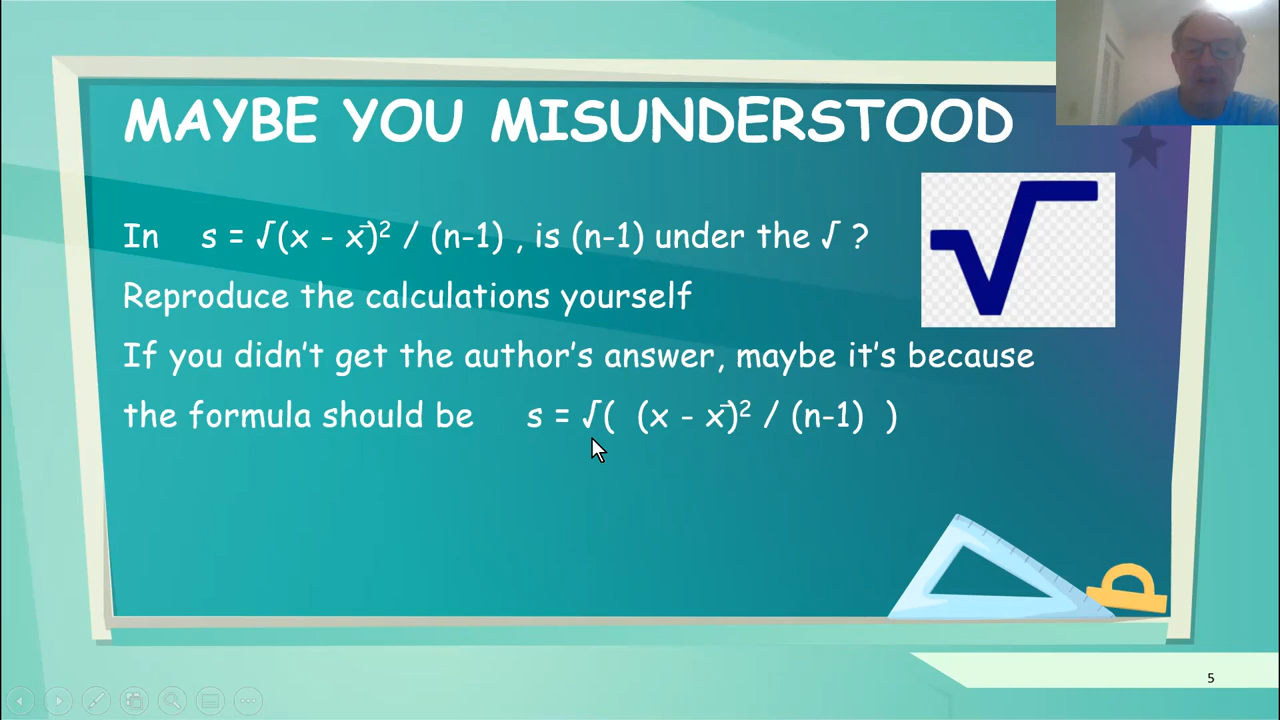 MAYBE YOU MISUNDERSTOOD
In s = √(x - x̄)² / (n-1) , is (n-1) under the √ ?
Reproduce the calculations yourself
If you didn't get the author's answer, maybe it's because
the formula should be s = √( (x - x̄)² / (n-1) )
√
5